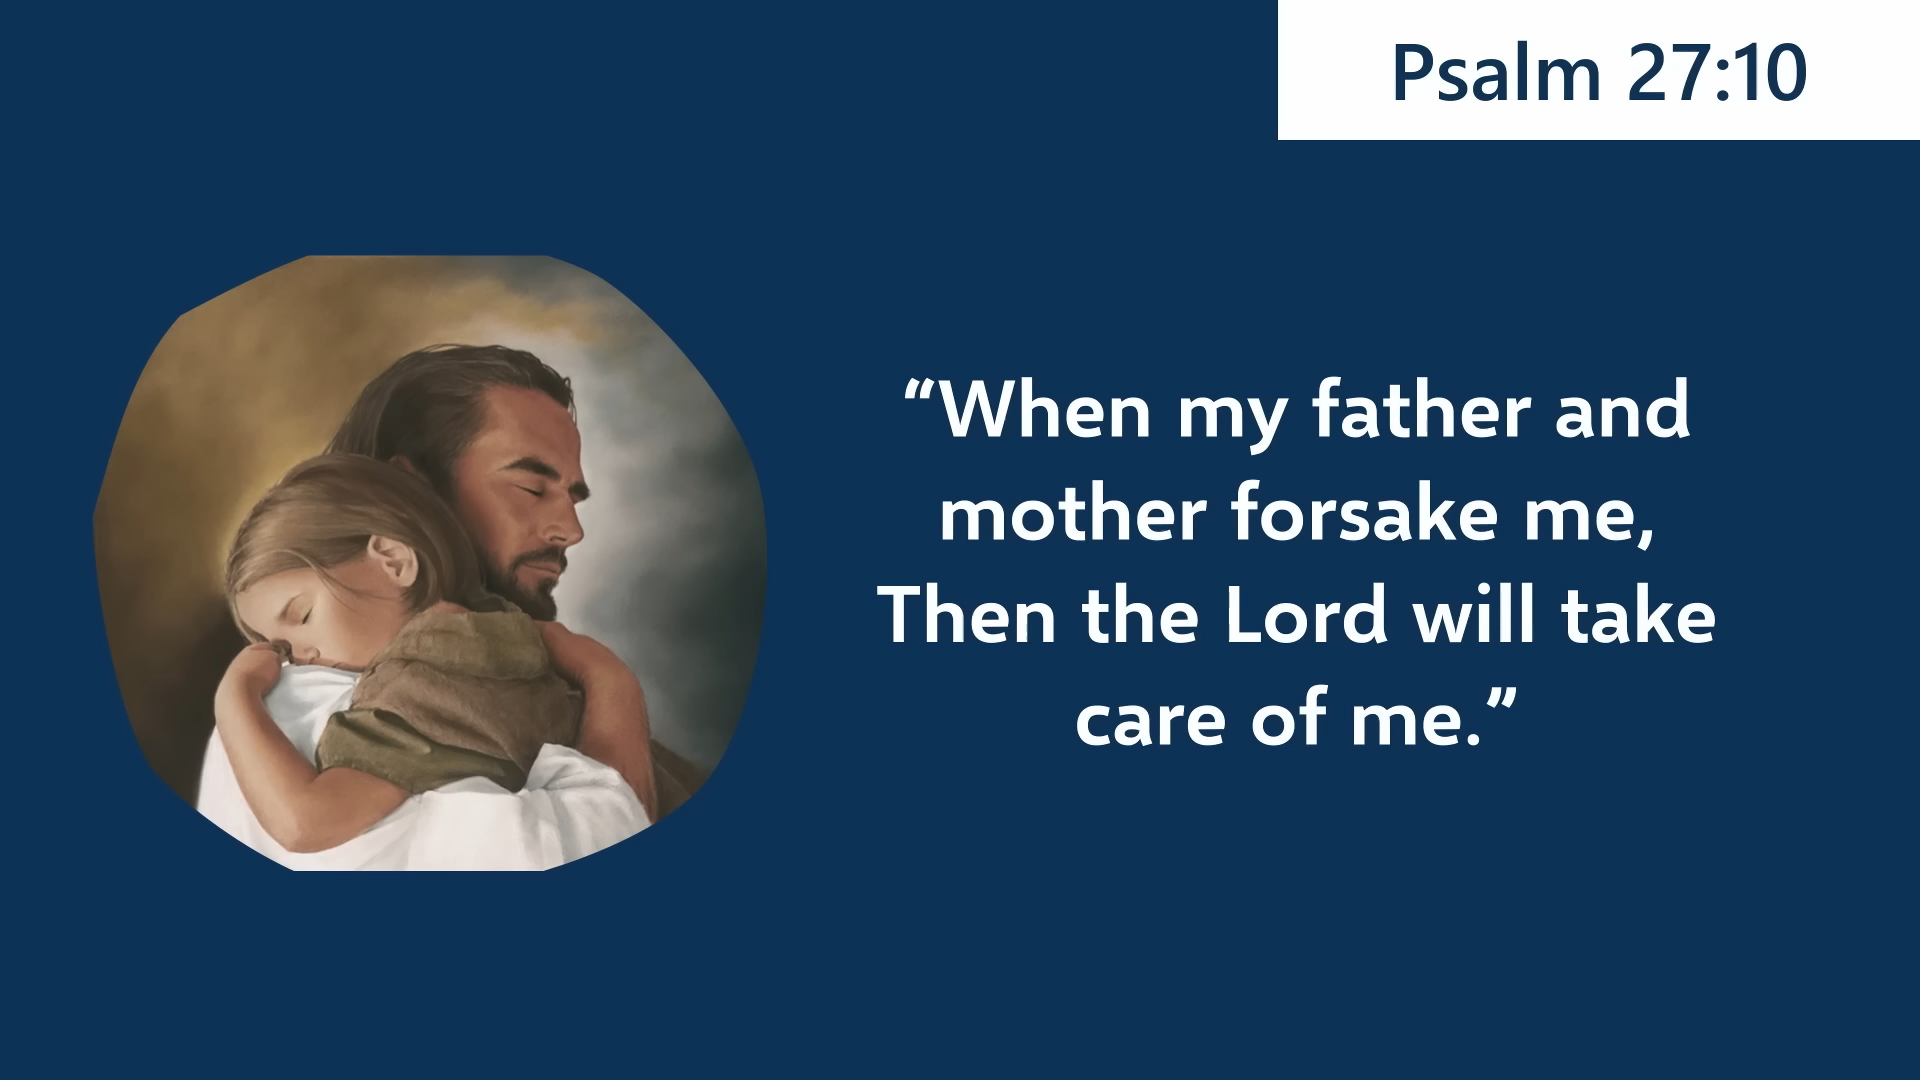 Psalm 27:10
“When my father and
mother forsake me,
Then the Lord will take
care of me.”